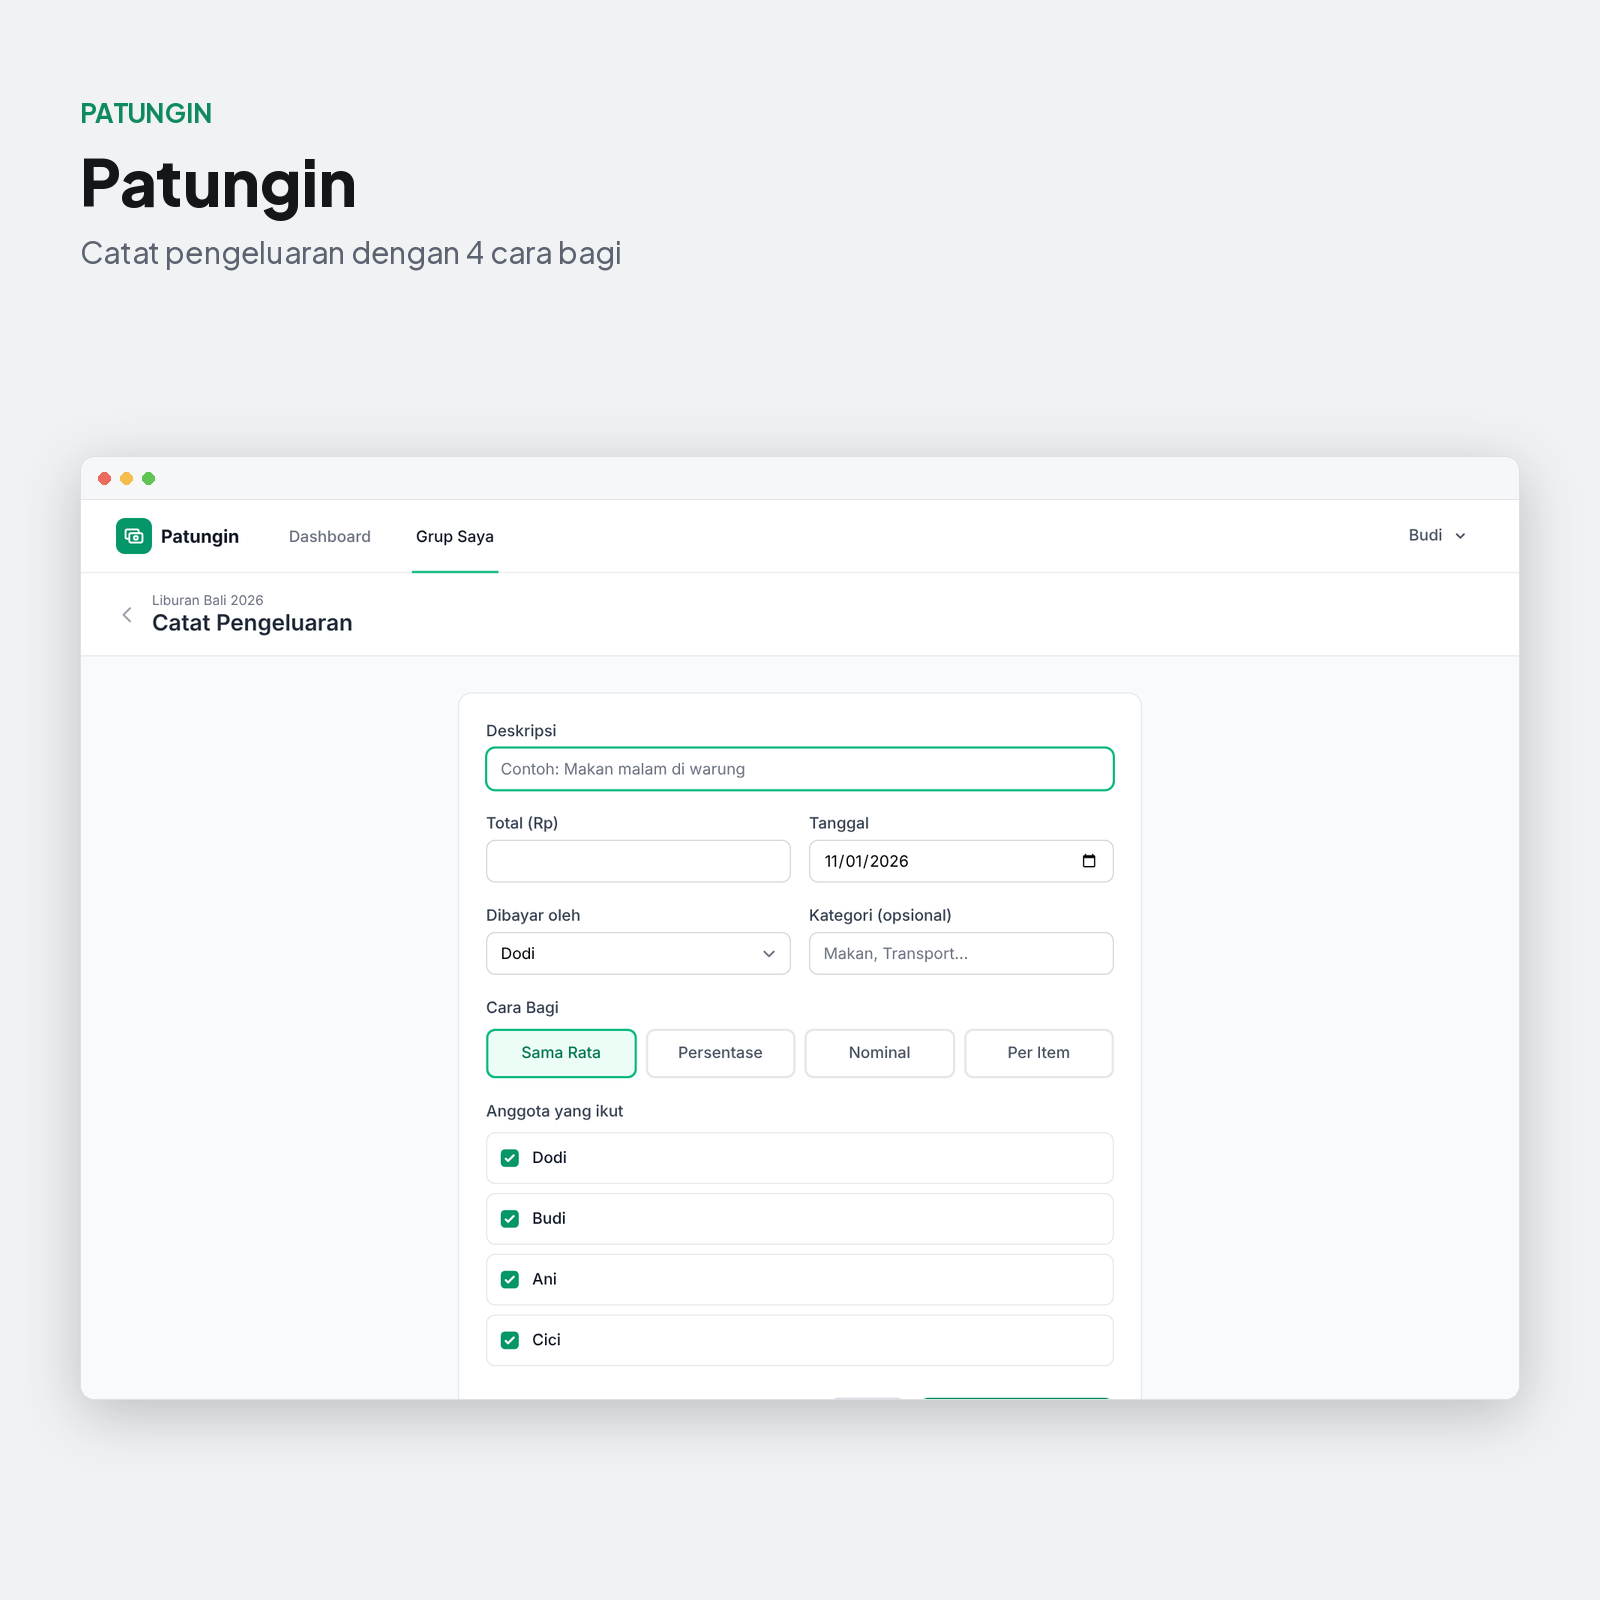 PATUNGIN
Patungin
Catat pengeluaran dengan 4 cara bagi
Patungin Dashboard Grup Saya Budi
Liburan Bali 2026
Catat Pengeluaran
Deskripsi
Contoh: Makan malam di warung
Total (Rp) Tanggal
11/01/2026
Dibayar oleh Kategori (opsional)
Dodi Makan, Transport...
Cara Bagi
Sama Rata Persentase Nominal Per Item
Anggota yang ikut
Dodi
Budi
Ani
Cici